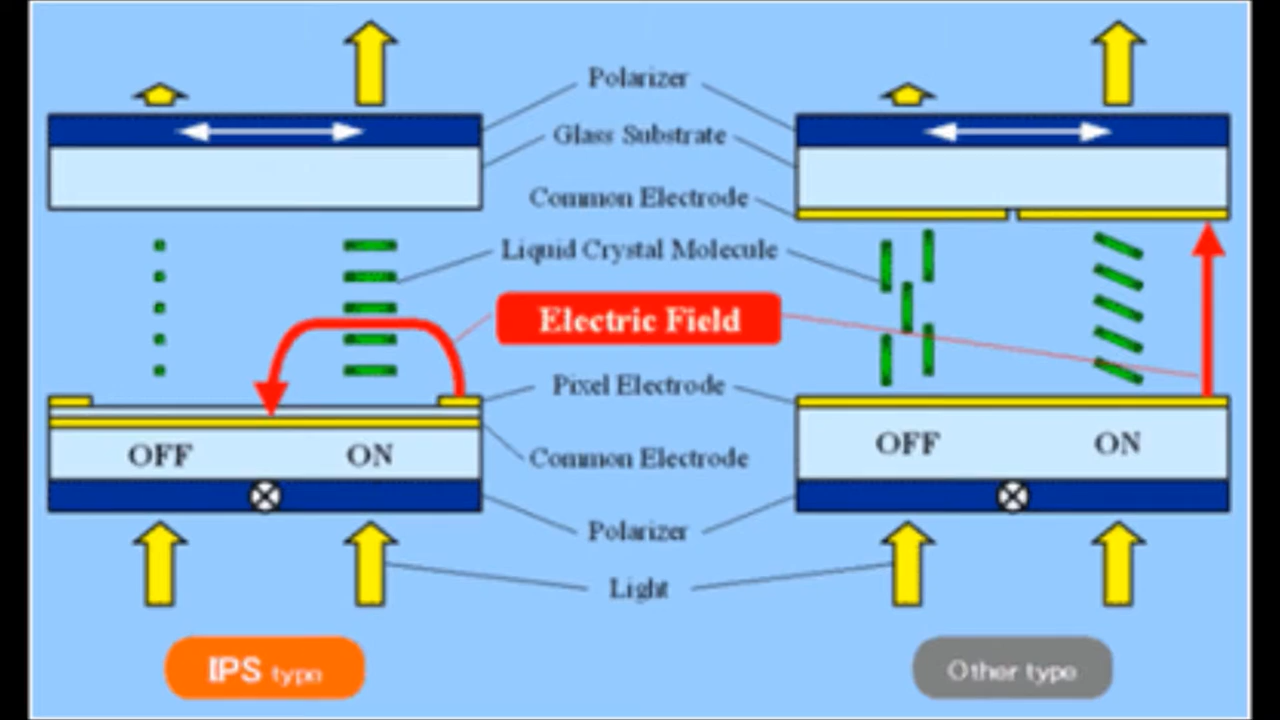 Polarizer
Glass Substrate
Common Electrode
Liquid Crystal Molecule
Electric Field
Pixel Electrode
OFF
ON
Common Electrode
OFF
ON
Polarizer
Light
IPS type
Other type